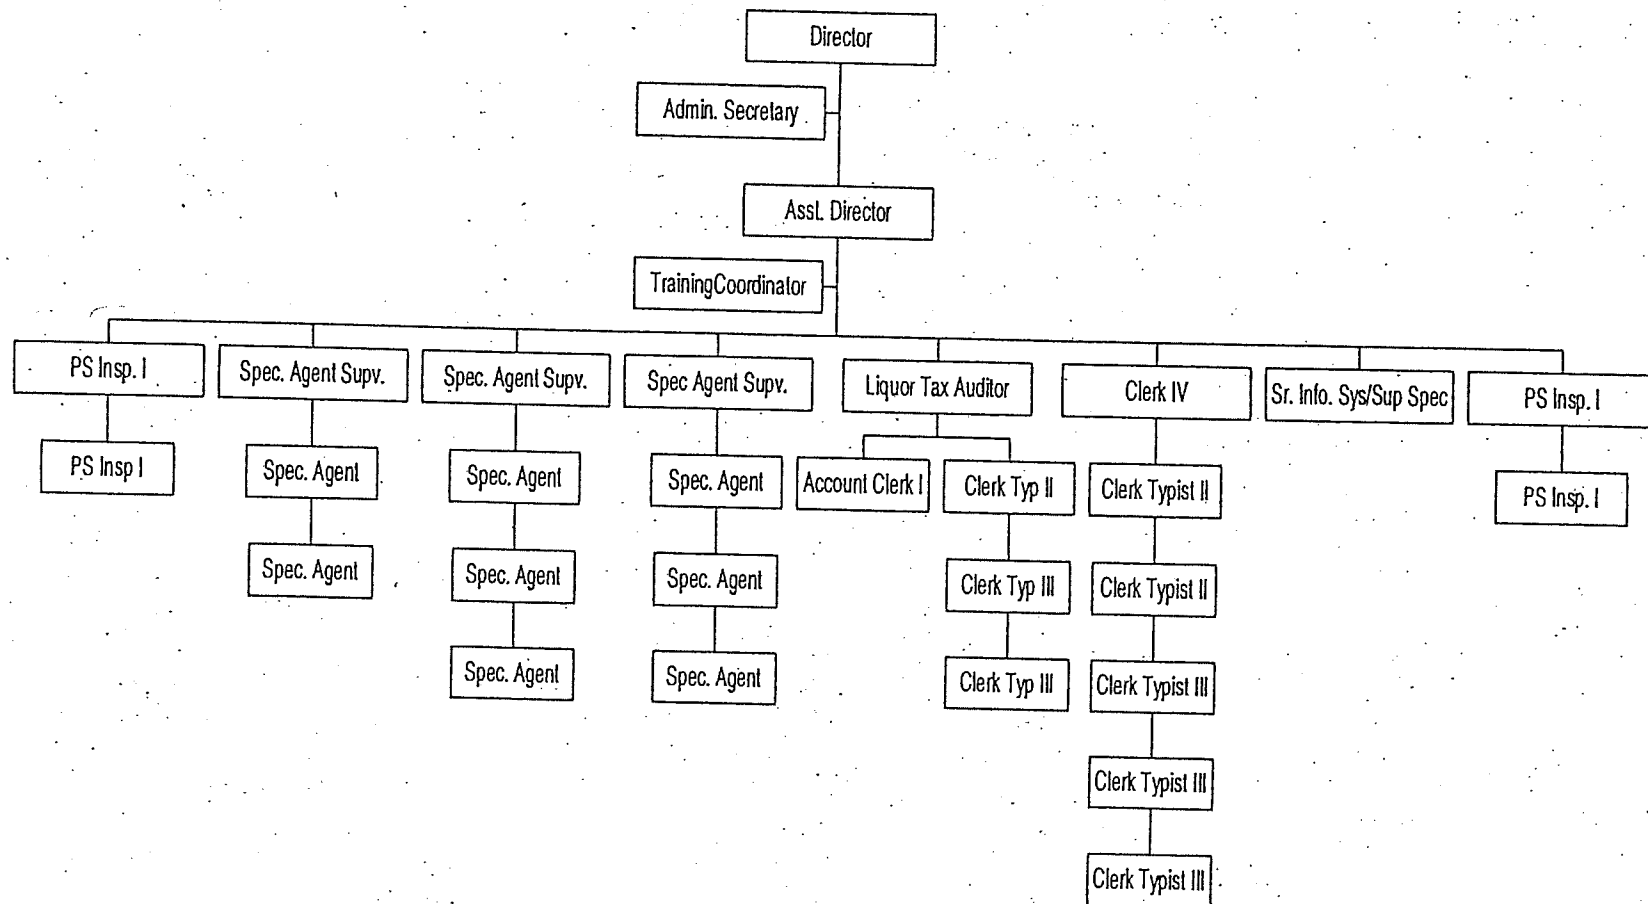 Director
Admin. Secretary
Asst. Director
TrainingCoordinator
PS Insp. I
Spec. Agent Supv.
Spec. Agent Supv.
Spec Agent Supv.
Liquor Tax Auditor
Clerk IV
Sr. Info. Sys/Sup Spec
PS Insp. I
PS Insp I
Spec. Agent
Spec. Agent
Spec. Agent
Account Clerk I
Clerk Typ II
Clerk Typist II
PS Insp. I
Spec. Agent
Spec. Agent
Spec. Agent
Clerk Typ III
Clerk Typist II
Spec. Agent
Spec. Agent
Clerk Typ III
Clerk Typist III
Clerk Typist III
Clerk Typist III